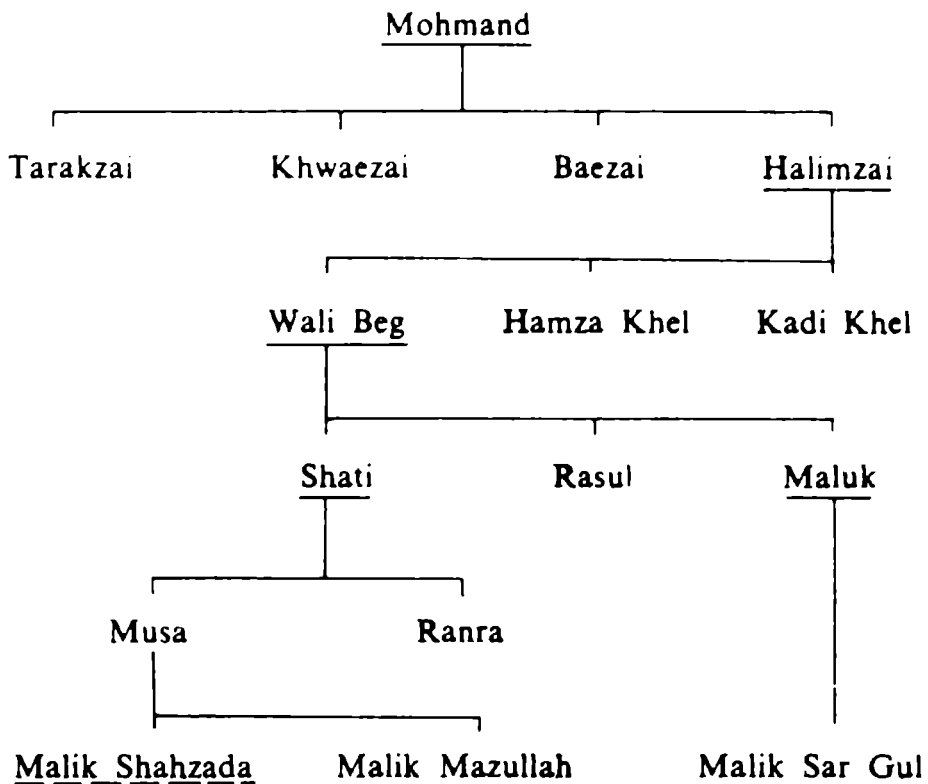 Mohmand
Tarakzai Khwaezai Baezai Halimzai
Wali Beg Hamza Khel Kadi Khel
Shati Rasul Maluk
Musa Ranra
Malik Shahzada Malik Mazullah Malik Sar Gul